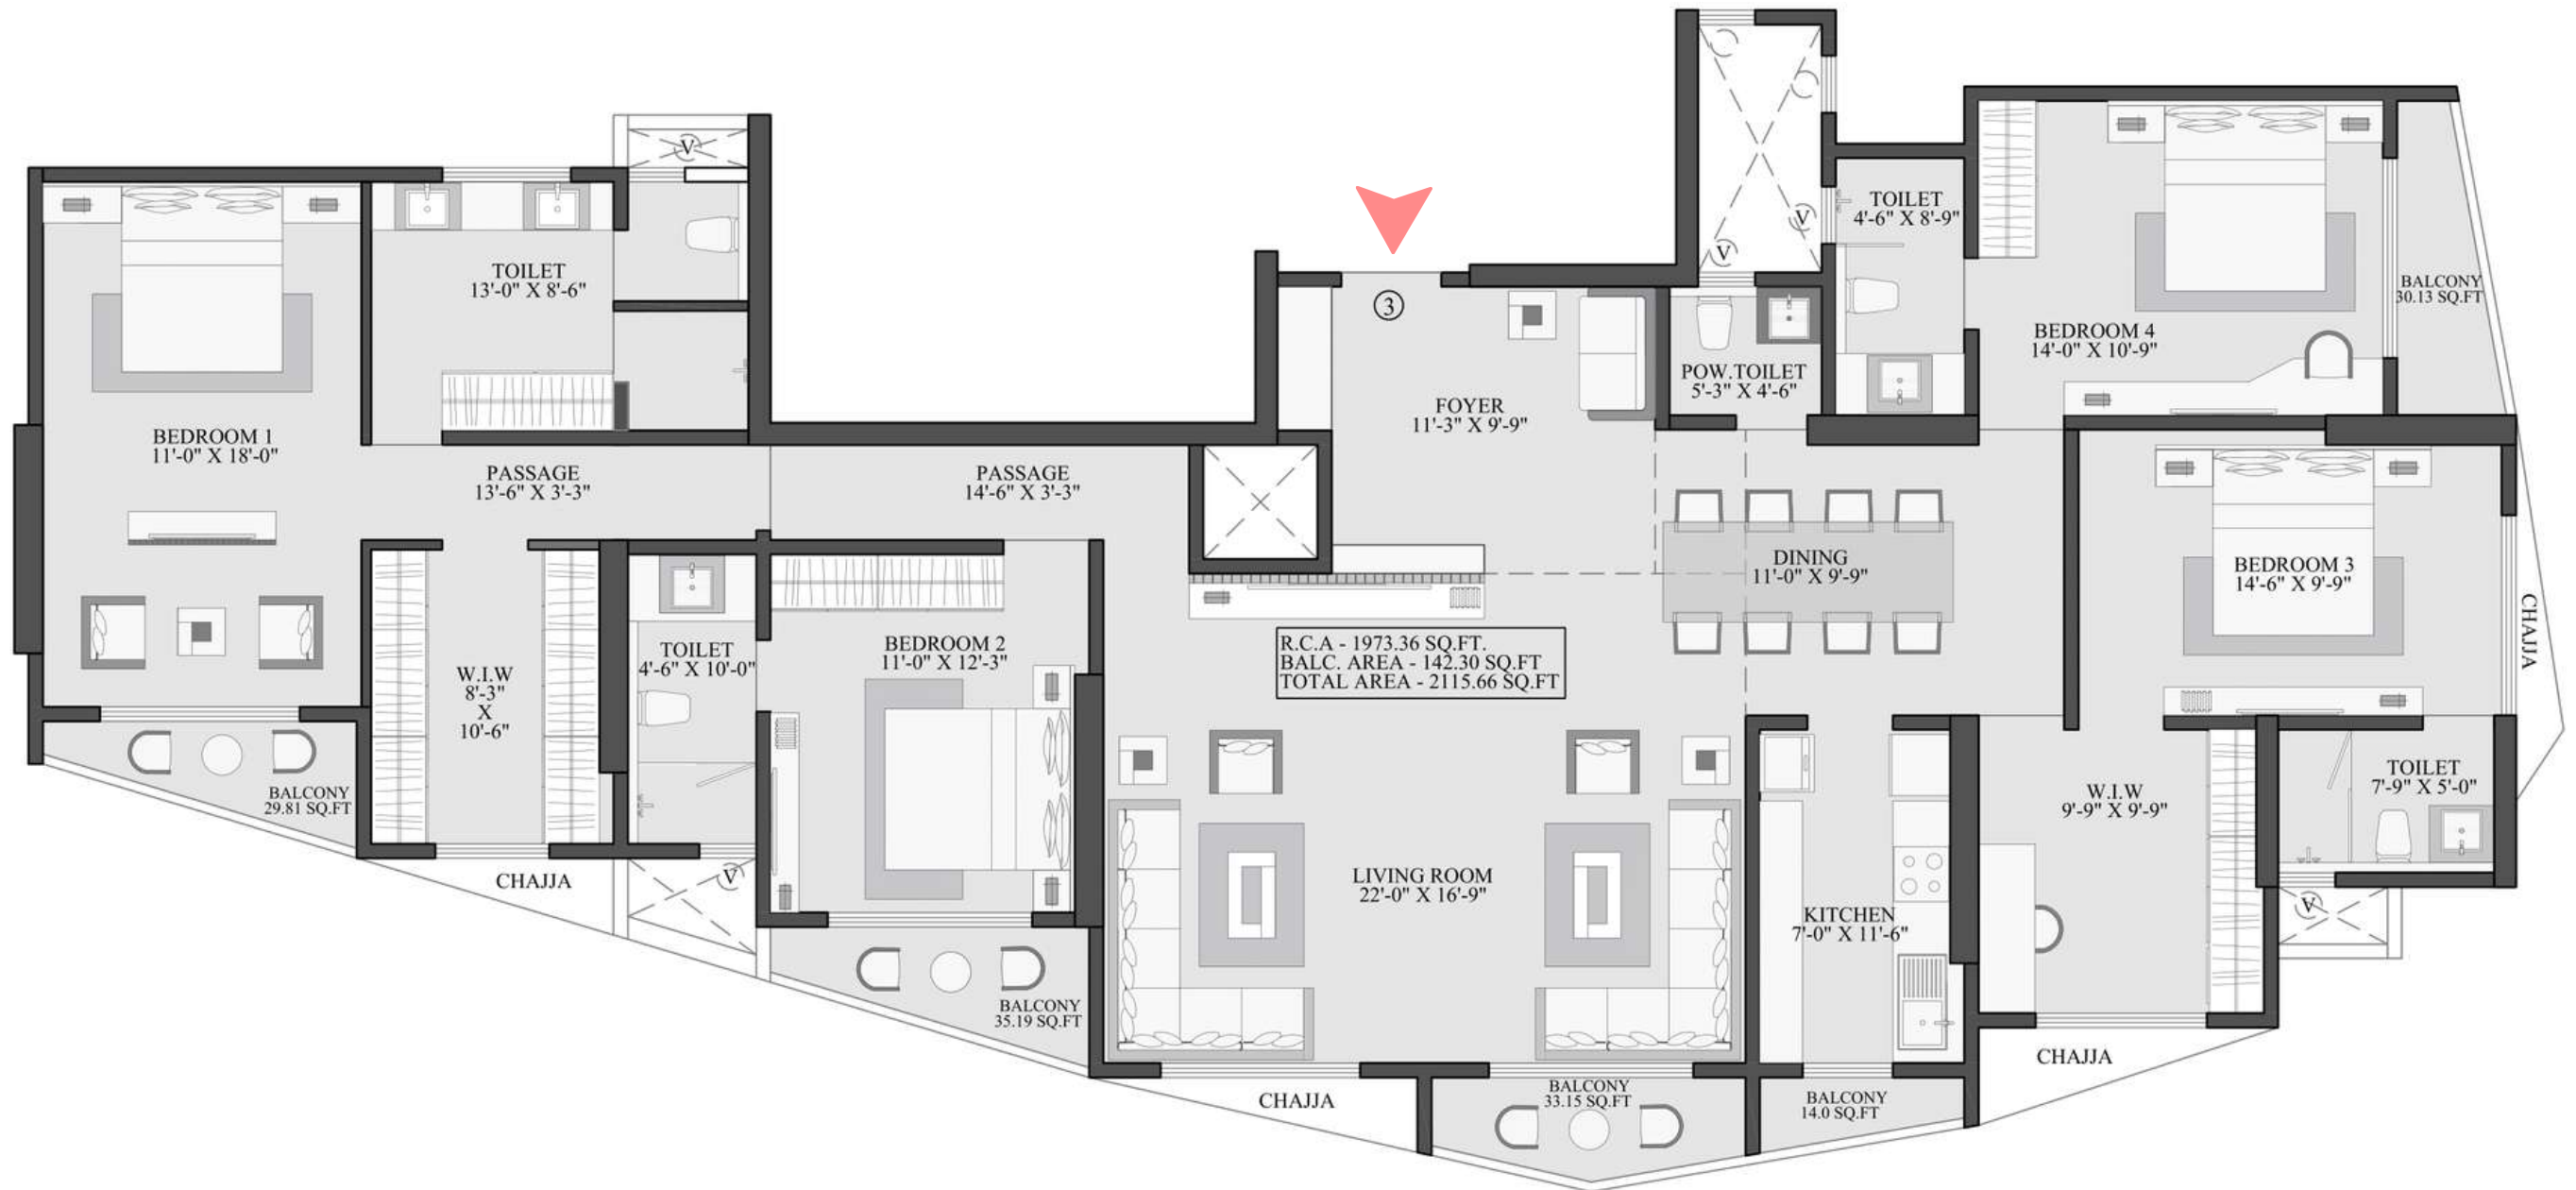 V
V
V
V
V
V
TOILET
13'-0" X 8'-6"
TOILET
4'-6" X 8'-9"
BALCONY
30.13 SQ.FT
③
BEDROOM 4
14'-0" X 10'-9"
POW.TOILET
5'-3" X 4'-6"
FOYER
11'-3" X 9'-9"
BEDROOM 1
11'-0" X 18'-0"
PASSAGE
13'-6" X 3'-3"
PASSAGE
14'-6" X 3'-3"
DINING
11'-0" X 9'-9"
BEDROOM 3
14'-6" X 9'-9"
CHAJJA
BEDROOM 2
11'-0" X 12'-3"
TOILET
4'-6" X 10'-0"
R.C.A - 1973.36 SQ.FT.
BALC. AREA - 142.30 SQ.FT
TOTAL AREA - 2115.66 SQ.FT
W.I.W
8'-3"
X
10'-6"
BALCONY
29.81 SQ.FT
TOILET
7'-9" X 5'-0"
W.I.W
9'-9" X 9'-9"
CHAJJA
LIVING ROOM
22'-0" X 16'-9"
KITCHEN
7'-0" X 11'-6"
BALCONY
35.19 SQ.FT
CHAJJA
CHAJJA
BALCONY
33.15 SQ.FT
BALCONY
14.0 SQ.FT